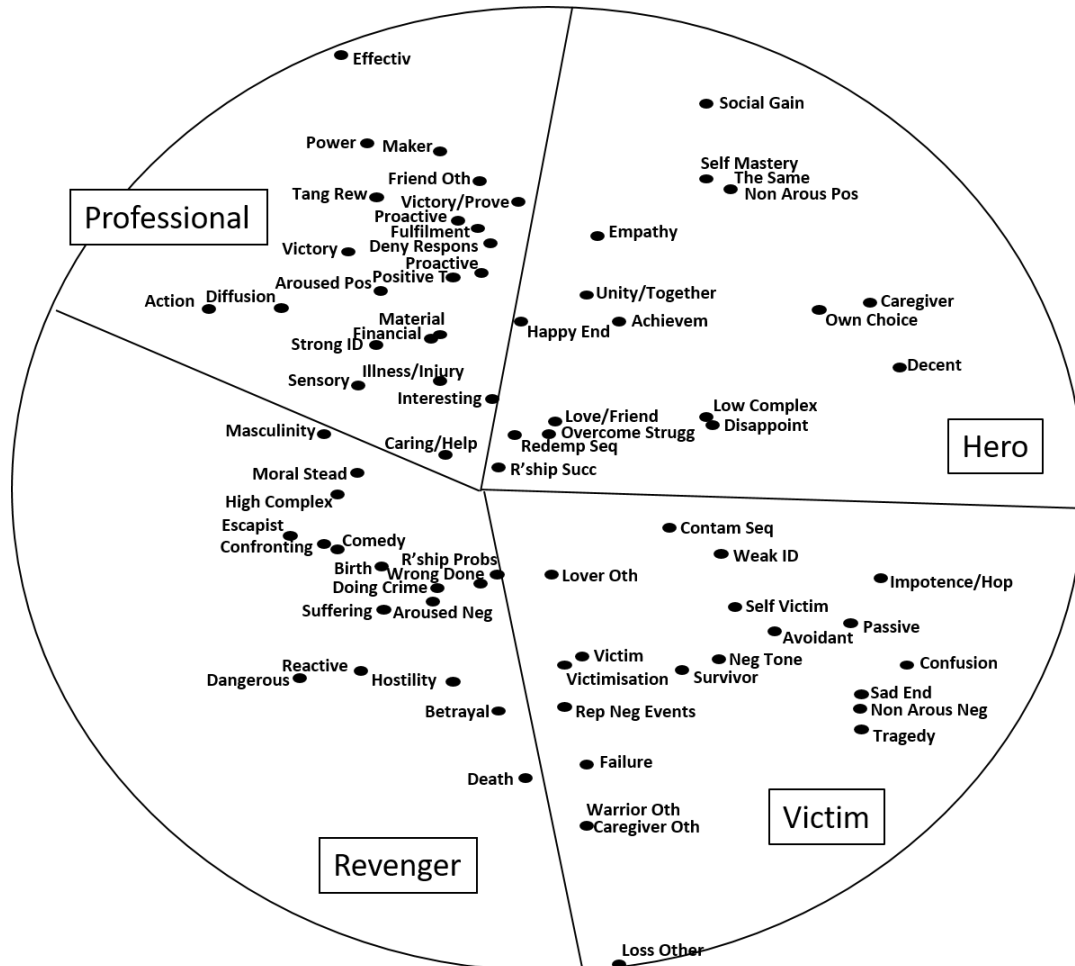 Effectiv
Social Gain
Power
Maker
Self Mastery
The Same
Non Arous Pos
Friend Oth
Tang Rew
Victory/Prove
Professional
Proactive
Fulfilment
Empathy
Deny Respons
Victory
Proactive
Positive T
Aroused Pos
Unity/Together
Action
Diffusion
Caregiver
Own Choice
Happy End
Achievem
Material
Financial
Strong ID
Decent
Illness/Injury
Sensory
Interesting
Low Complex
Love/Friend
Disappoint
Masculinity
Overcome Strugg
Caring/Help
Redemp Seq
Hero
R'ship Succ
Moral Stead
High Complex
Escapist
Contam Seq
Confronting
Comedy
Weak ID
R'ship Probs
Birth
Wrong Done
Lover Oth
Impotence/Hop
Doing Crime
Suffering
Aroused Neg
Self Victim
Passive
Avoidant
Victim
Neg Tone
Confusion
Reactive
Victimisation
Survivor
Dangerous
Hostility
Sad End
Betrayal
Rep Neg Events
Non Arous Neg
Tragedy
Failure
Death
Warrior Oth
Caregiver Oth
Victim
Revenger
Loss Other